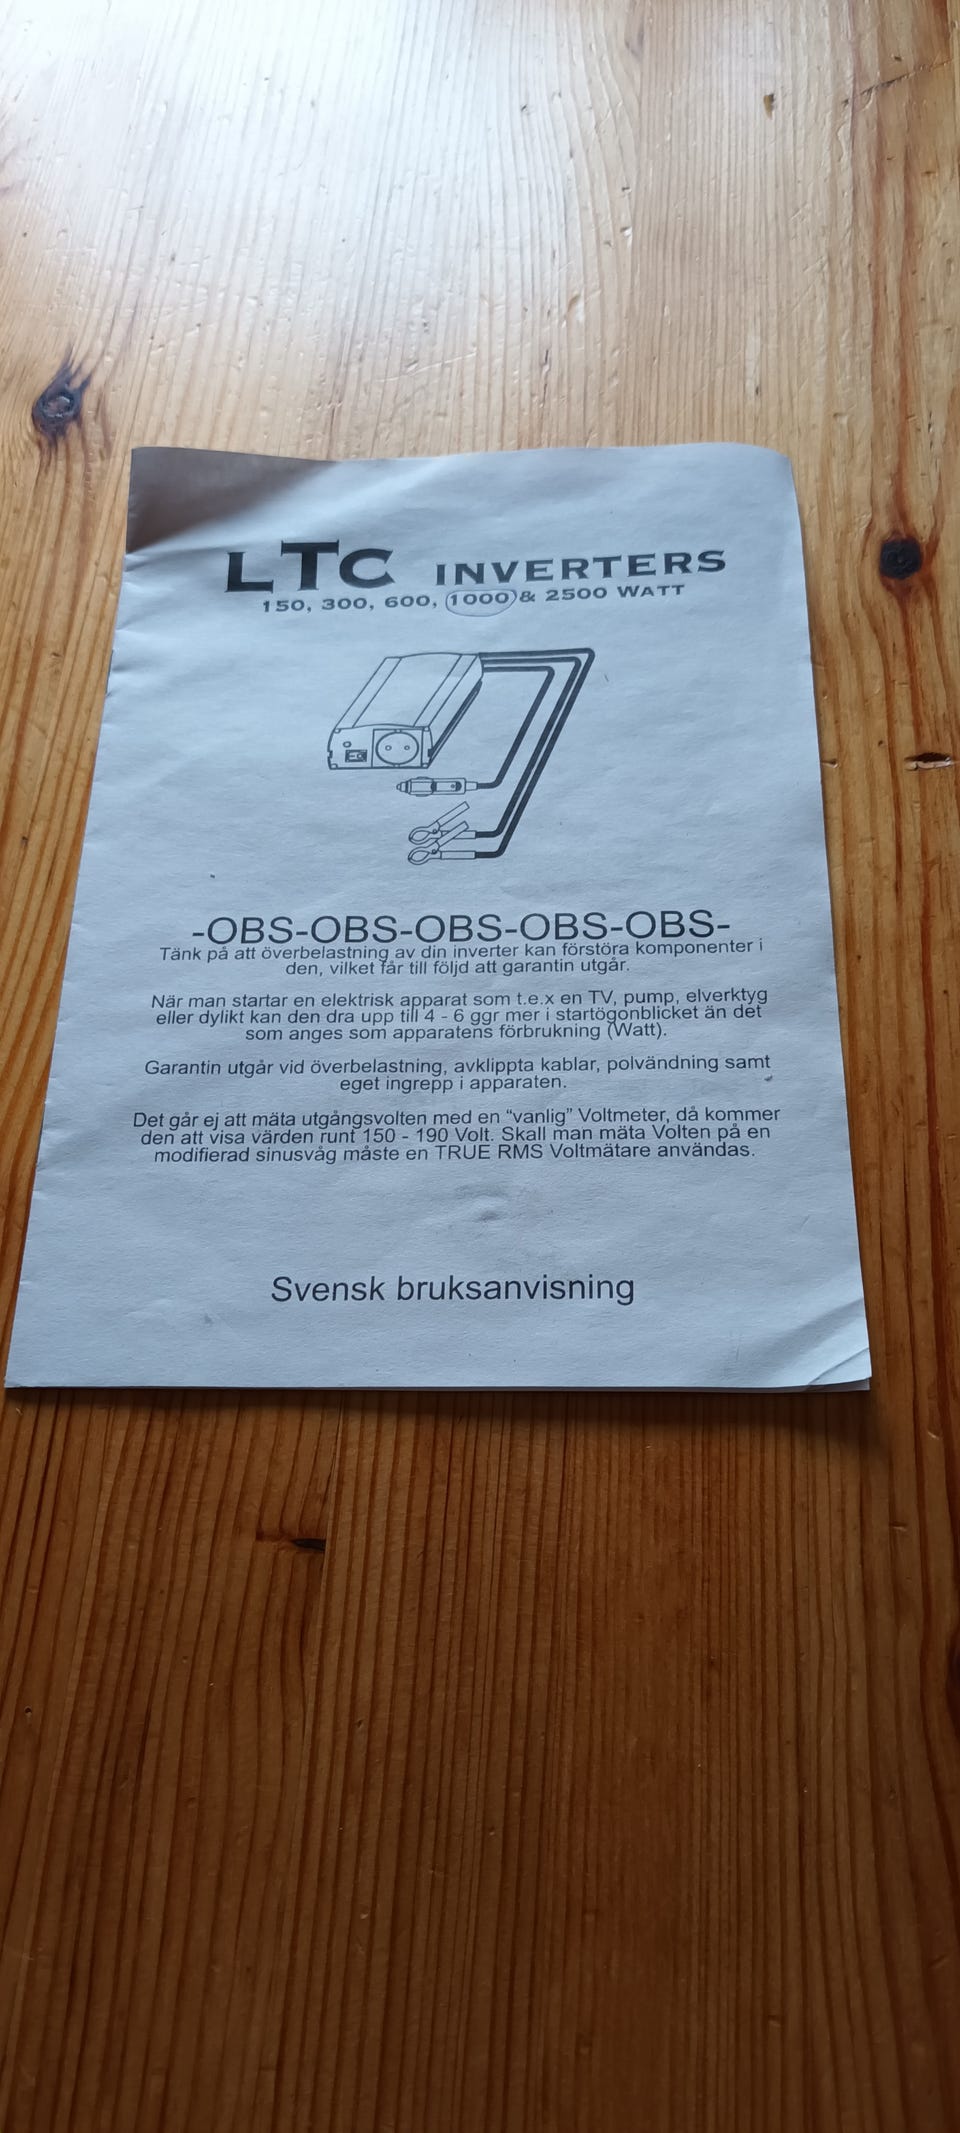 LTC INVERTERS
150, 300, 600, 1000 & 2500 WATT
-OBS-OBS-OBS-OBS-OBS-
Tänk på att överbelastning av din inverter kan förstöra komponenter i
den, vilket får till följd att garantin utgår.
När man startar en elektrisk apparat som t.e.x en TV, pump, elverktyg
eller dylikt kan den dra upp till 4 - 6 ggr mer i startögonblicket än det
som anges som apparatens förbrukning (Watt).
Garantin utgår vid överbelastning, avklippta kablar, polvändning samt
eget ingrepp i apparaten.
Det går ej att mäta utgångsvolten med en “vanlig” Voltmeter, då kommer
den att visa värden runt 150 - 190 Volt. Skall man mäta Volten på en
modifierad sinusvåg måste en TRUE RMS Voltmätare användas.
Svensk bruksanvisning